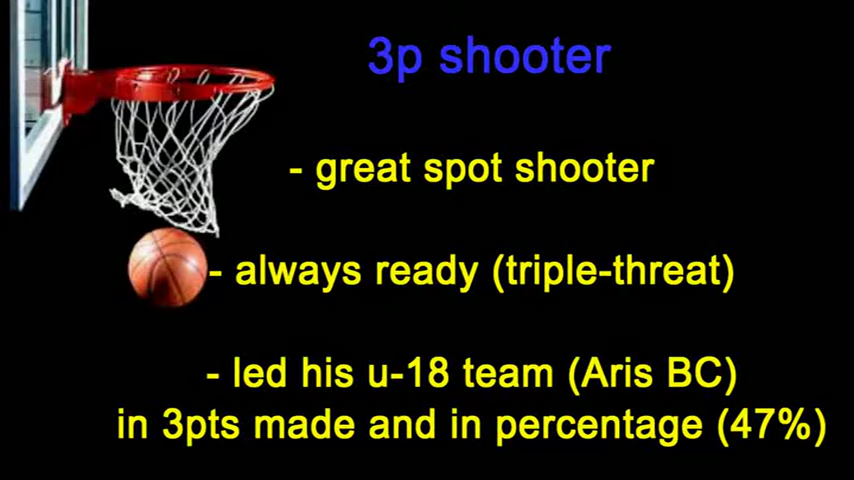 3p shooter
- great spot shooter
- always ready (triple-threat)
- led his u-18 team (Aris BC)
in 3pts made and in percentage (47%)